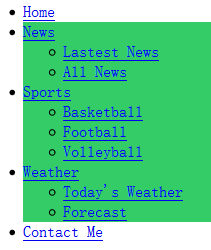 Home
News
Lastest News
All News
Sports
Basketball
Football
Volleyball
Weather
Today's Weather
Forecast
Contact Me